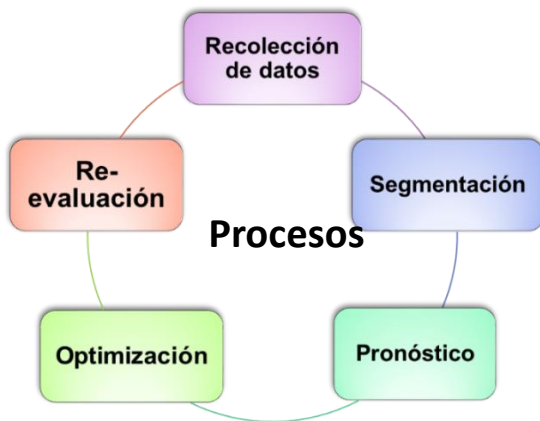 Recolección
de datos
Segmentación
Pronóstico
Optimización
Re-
evaluación
Procesos